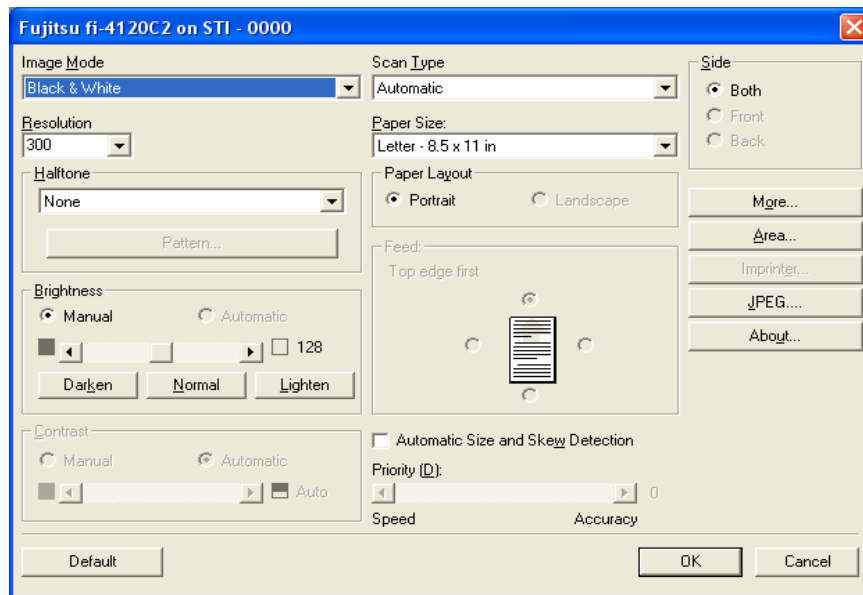 Fujitsu fi-4120C2 on STI - 0000
Image Mode
Black & White
Resolution
300
Halftone
None
Pattern...
Brightness
Manual
Automatic
128
Darken
Normal
Lighten
Contrast
Manual
Automatic
Auto
Scan Type
Automatic
Paper Size:
Letter - 8.5 x 11 in
Paper Layout
Portrait
Landscape
Feed:
Top edge first
Automatic Size and Skew Detection
Priority (D):
0
Speed
Accuracy
Side
Both
Front
Back
More...
Area...
Imprinter...
JPEG....
About...
Default
OK
Cancel